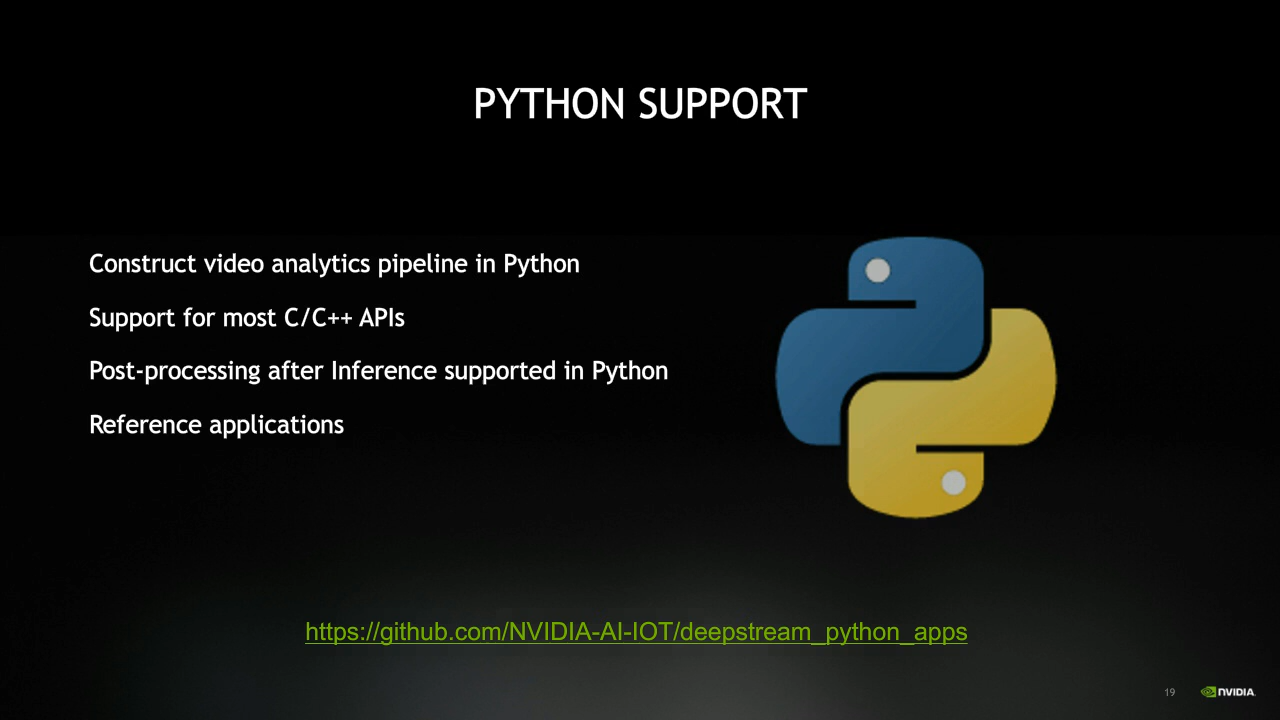 PYTHON SUPPORT
Construct video analytics pipeline in Python
Support for most C/C++ APIs
Post-processing after Inference supported in Python
Reference applications
https://github.com/NVIDIA-AI-IOT/deepstream_python_apps
19
NVIDIA.